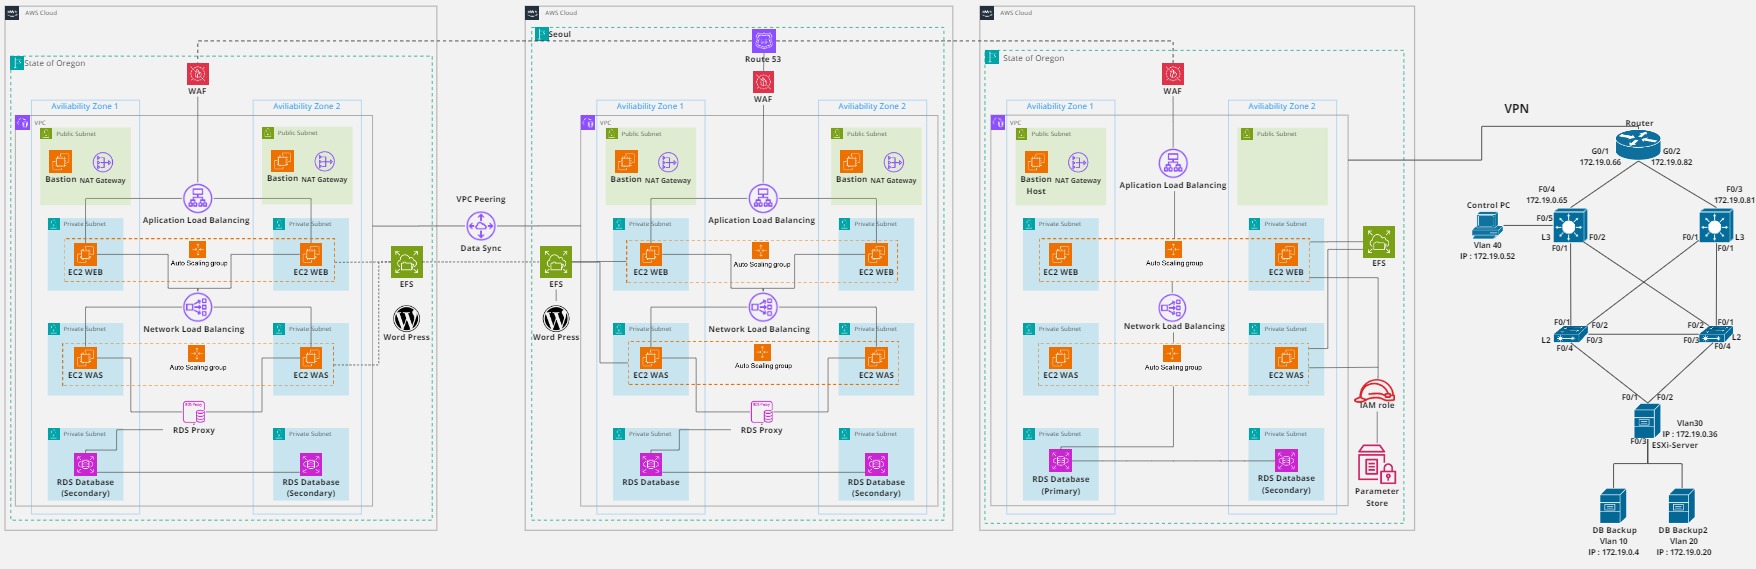 AWS Cloud
State of Oregon
WAF
Aviliability Zone 1
Aviliability Zone 2
VPC
Public Subnet
Public Subnet
Bastion
NAT Gateway
Bastion
NAT Gateway
Aplication Load Balancing
Private Subnet
Private Subnet
EC2 WEB
Auto Scaling group
EC2 WEB
Network Load Balancing
Private Subnet
Private Subnet
EC2 WAS
Auto Scaling group
EC2 WAS
RDS Proxy
RDS Proxy
Private Subnet
Private Subnet
RDS Database
(Secondary)
RDS Database
(Secondary)
EFS
Word Press
VPC Peering
Data Sync
AWS Cloud
Seoul
Route 53
WAF
Aviliability Zone 1
Aviliability Zone 2
VPC
Public Subnet
Public Subnet
Bastion
NAT Gateway
Bastion
NAT Gateway
Aplication Load Balancing
EFS
Word Press
Private Subnet
Private Subnet
EC2 WEB
Auto Scaling group
EC2 WEB
Network Load Balancing
Private Subnet
Private Subnet
EC2 WAS
Auto Scaling group
EC2 WAS
RDS Proxy
RDS Proxy
Private Subnet
Private Subnet
RDS Database
RDS Database
(Secondary)
AWS Cloud
State of Oregon
WAF
Aviliability Zone 1
Aviliability Zone 2
VPC
Public Subnet
Public Subnet
Bastion
Host
NAT Gateway
Aplication Load Balancing
Private Subnet
Private Subnet
EC2 WEB
Auto Scaling group
EC2 WEB
EFS
Network Load Balancing
Private Subnet
Private Subnet
EC2 WAS
Auto Scaling group
EC2 WAS
IAM role
Private Subnet
Private Subnet
RDS Database
(Primary)
RDS Database
(Secondary)
Parameter
Store
VPN
Router
G0/1
172.19.0.66
G0/2
172.19.0.82
F0/4
172.19.0.65
F0/3
172.19.0.81
Control PC
Vlan 40
IP : 172.19.0.52
F0/5
L3
F0/2
F0/1
F0/1
L3
F0/1
F0/1
F0/2
L2
F0/3
F0/4
F0/2
F0/1
F0/3
L2
F0/4
F0/1
F0/2
Vlan30
IP : 172.19.0.36
ESXi-Server
F0/3
DB Backup
Vlan 10
IP : 172.19.0.4
DB Backup2
Vlan 20
IP : 172.19.0.20